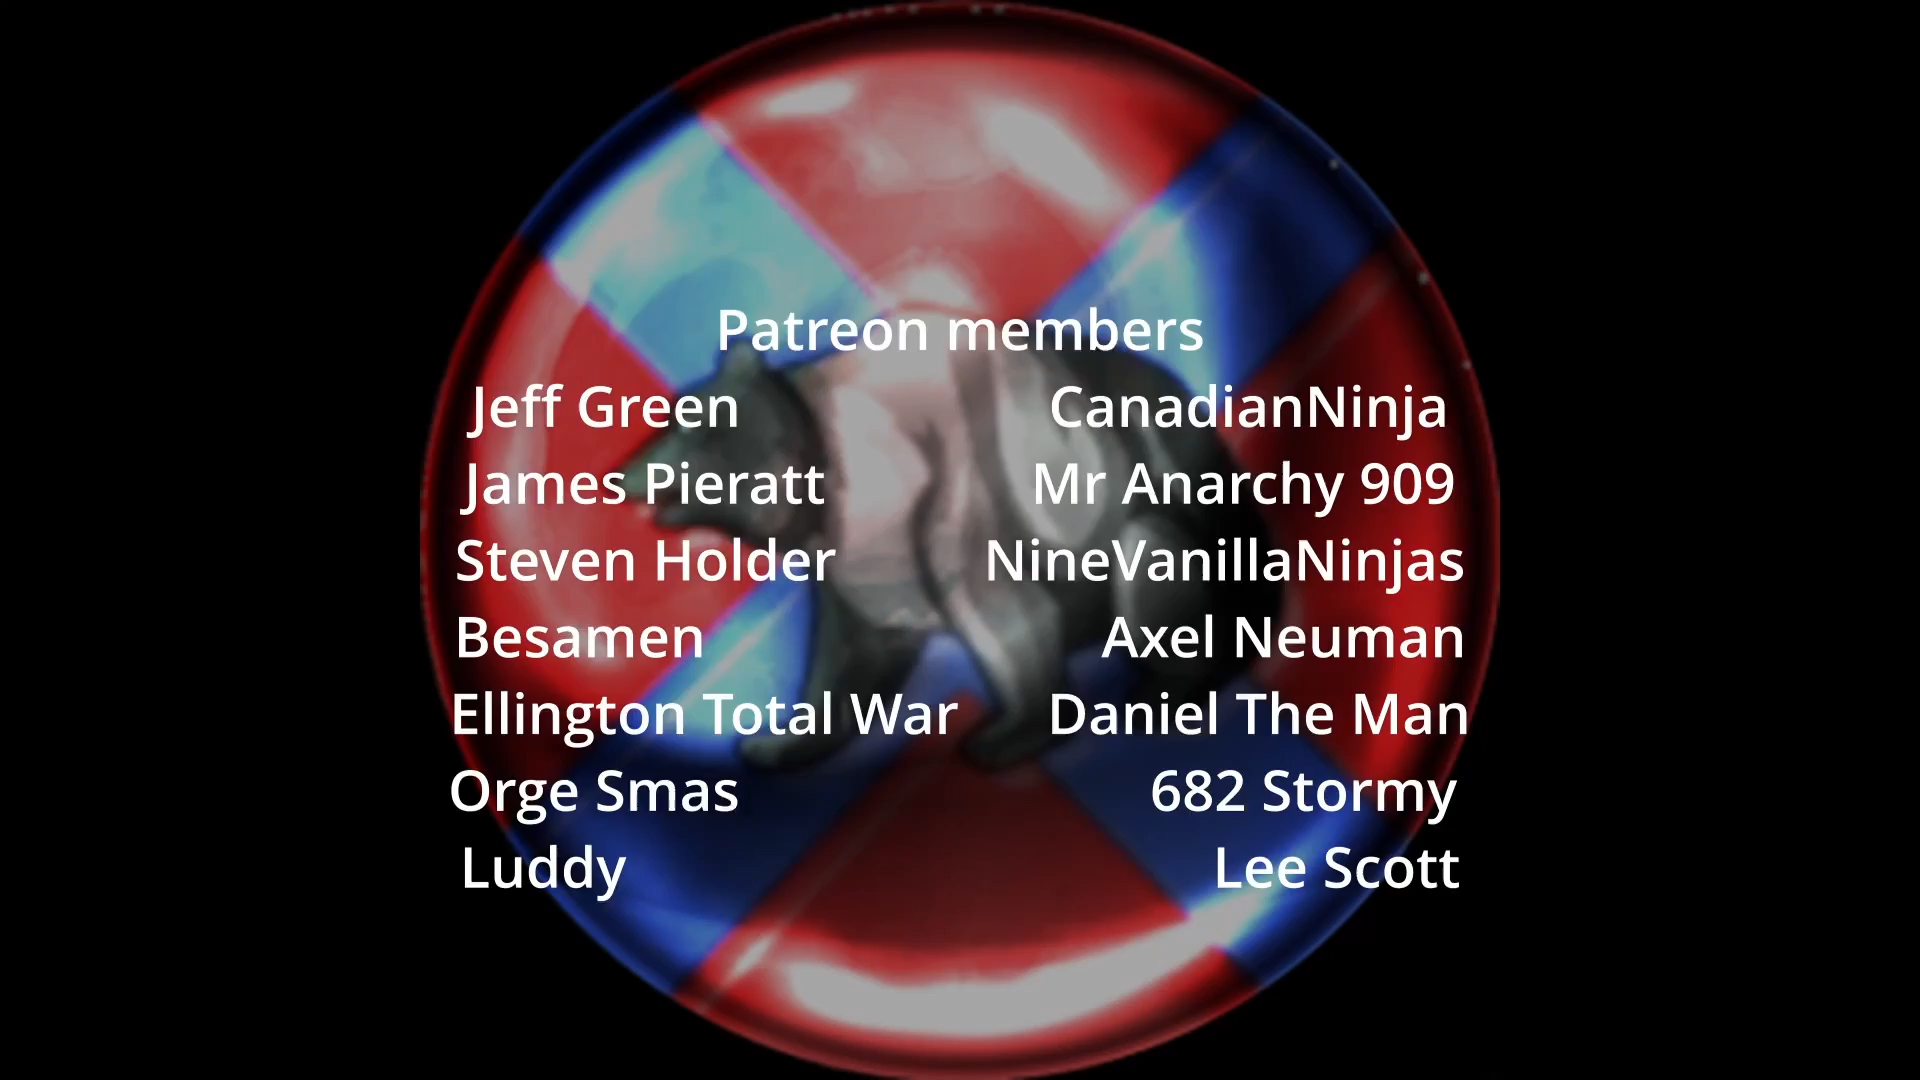 Patreon members
Jeff Green CanadianNinja
James Pieratt Mr Anarchy 909
Steven Holder NineVanillaNinjas
Besamen Axel Neuman
Ellington Total War Daniel The Man
Orge Smas 682 Stormy
Luddy Lee Scott